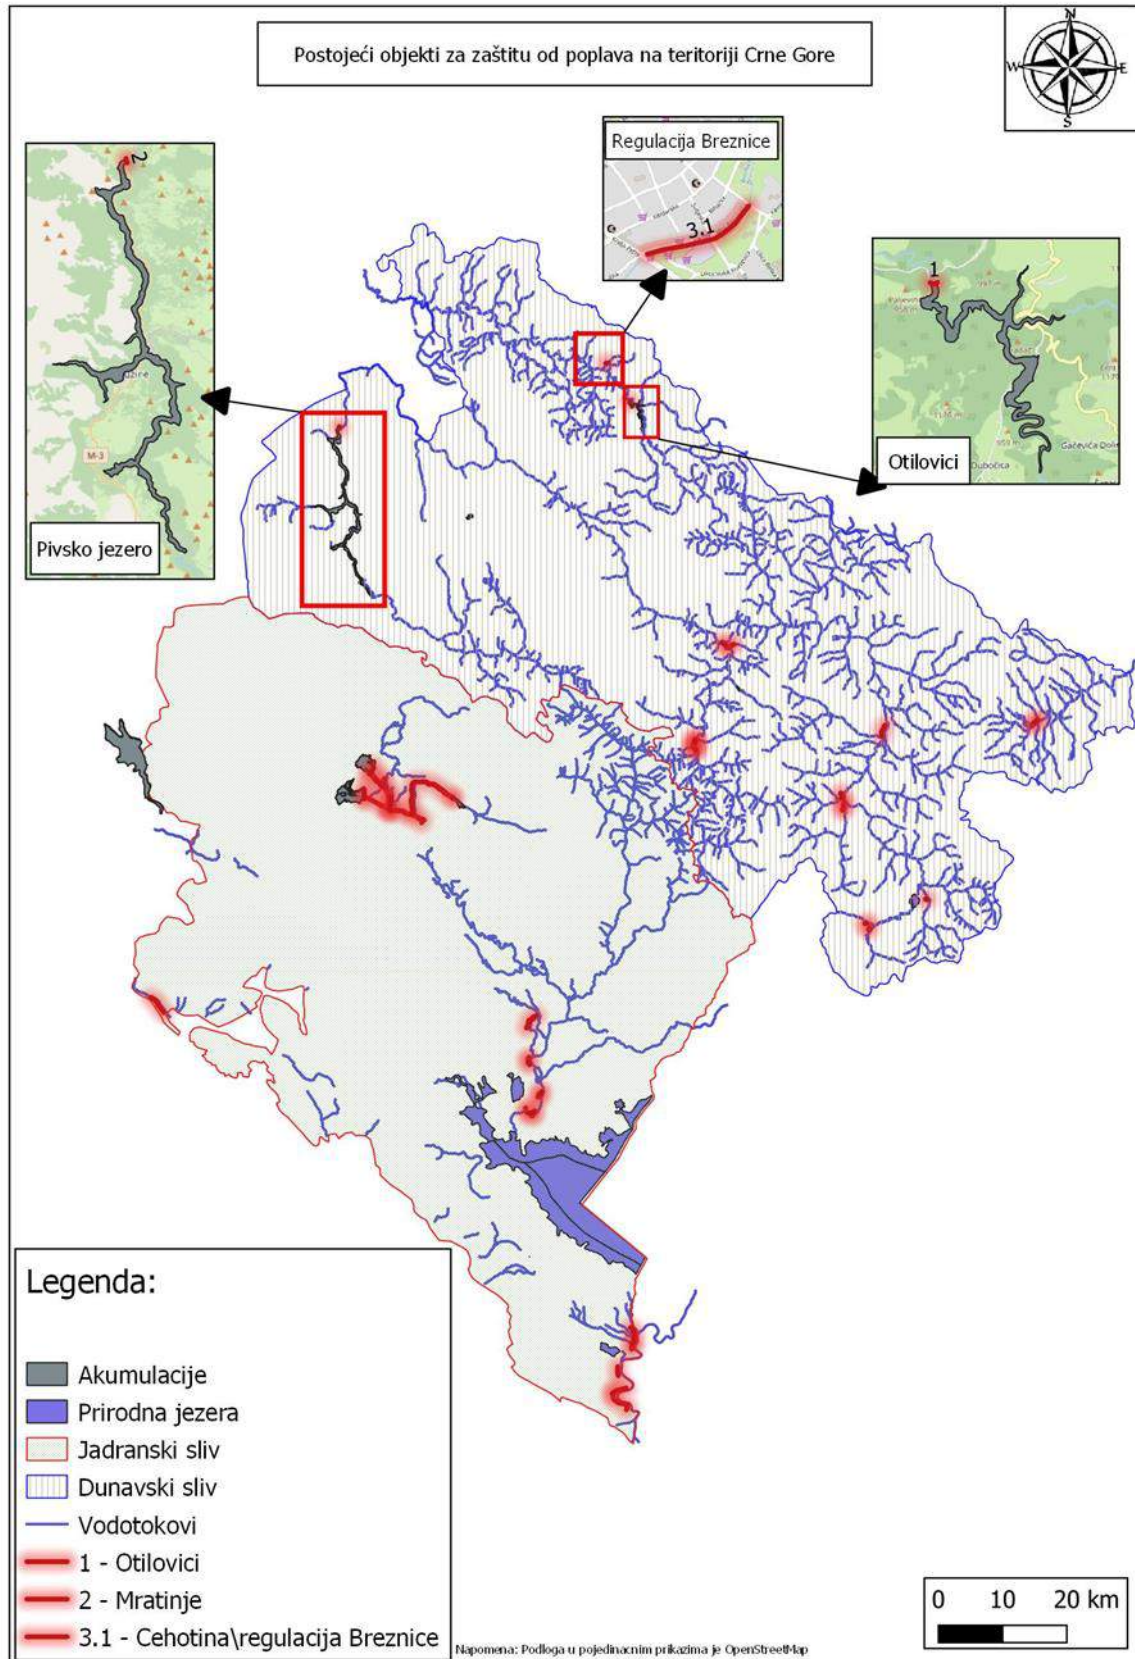 Postojeći objekti za zaštitu od poplava na teritoriji Crne Gore
N
W
E
S
2
M-3
Pivsko jezero
Regulacija Breznice
3.1
1
Dubočica
Otilovici
Legenda:
Akumulacije
Prirodna jezera
Jadranski sliv
Dunavski sliv
Vodotokovi
1 - Otilovici
2 - Mratinje
3.1 - Cehotina\regulacija Breznice
Napomena: Podloga u pojedinacnim prikazima je OpenStreetMap
0 10 20 km